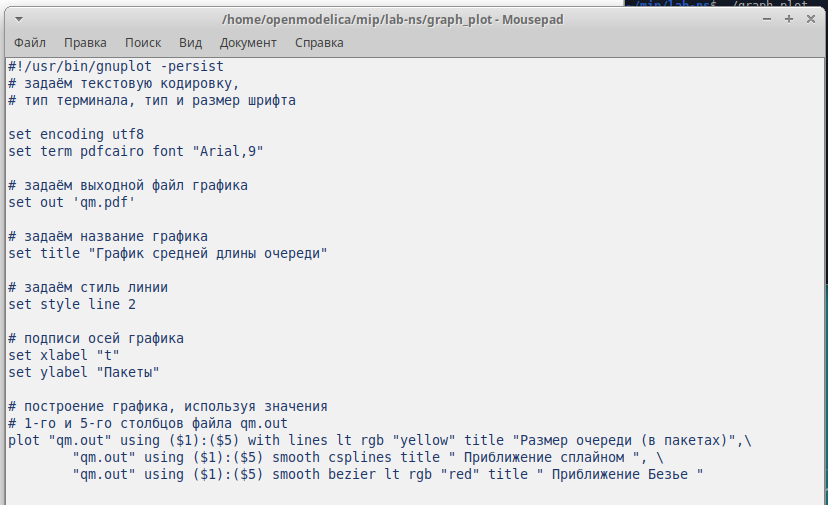 /mip/lab-ns$ ./graph_plot
/home/openmodelica/mip/lab-ns/graph_plot - Mousepad
Файл Правка Поиск Вид Документ Справка
#!/usr/bin/gnuplot -persist
# задаём текстовую кодировку,
# тип терминала, тип и размер шрифта
set encoding utf8
set term pdfcairo font "Arial,9"
# задаём выходной файл графика
set out 'qm.pdf'
# задаём название графика
set title "График средней длины очереди"
# задаём стиль линии
set style line 2
# подписи осей графика
set xlabel "t"
set ylabel "Пакеты"
# построение графика, используя значения
# 1-го и 5-го столбцов файла qm.out
plot "qm.out" using ($1):($5) with lines lt rgb "yellow" title "Размер очереди (в пакетах)",\
"qm.out" using ($1):($5) smooth csplines title " Приближение сплайном ", \
"qm.out" using ($1):($5) smooth bezier lt rgb "red" title " Приближение Безье "